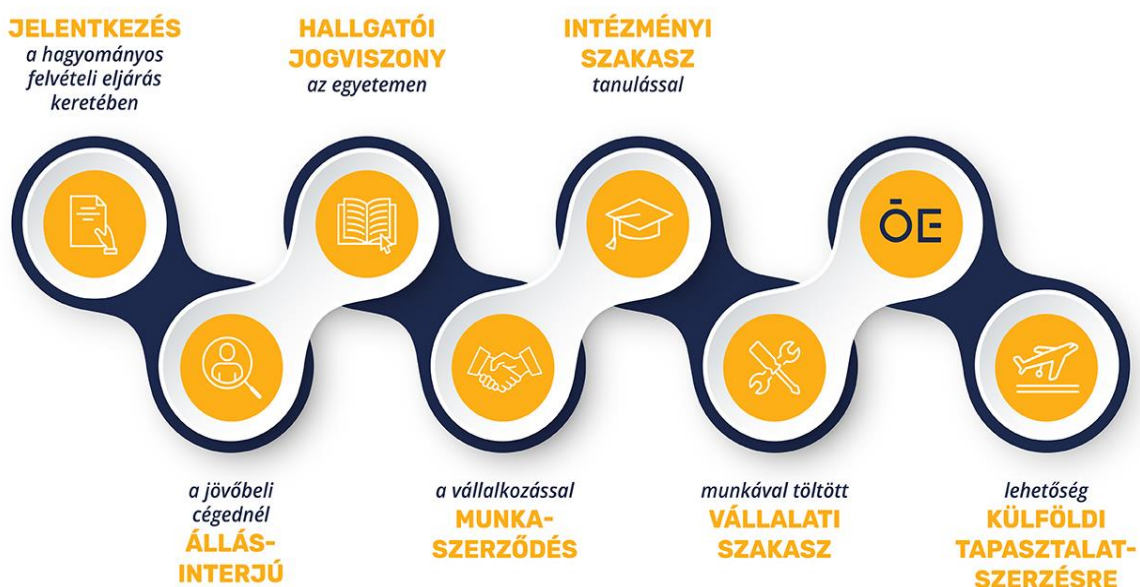 JELENTKEZÉS
a hagyományos
felvételi eljárás
keretében
a jövőbeli
cégednél
ÁLLÁS-
INTERJÚ
HALLGATÓI
JOGVISZONY
az egyetemen
a vállalkozással
MUNKA-
SZERZŐDÉS
INTÉZMÉNYI
SZAKASZ
tanulással
munkával töltött
VÁLLALATI
SZAKASZ
ŌE
lehetőség
KÜLFÖLDI
TAPASZTALAT-
SZERZÉSRE